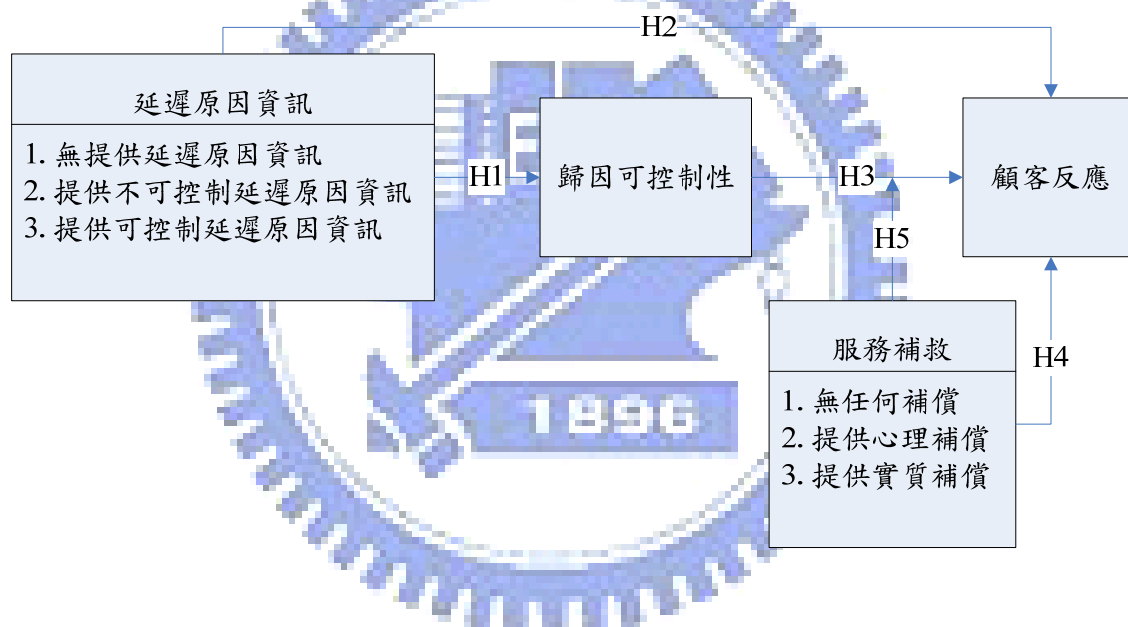 H2
延遲原因資訊
1. 無提供延遲原因資訊
2. 提供不可控制延遲原因資訊
3. 提供可控制延遲原因資訊
H1
歸因可控制性
H3
顧客反應
H5
服務補救
1. 無任何補償
2. 提供心理補償
3. 提供實質補償
H4
1896